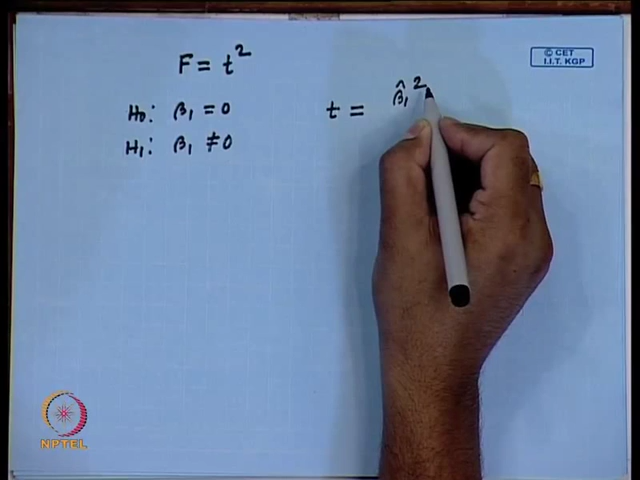 F = t²
© CET
I.I.T. KGP
H₀: β₁ = 0
t = β̂₁²
H₁: β₁ ≠ 0
NPTEL